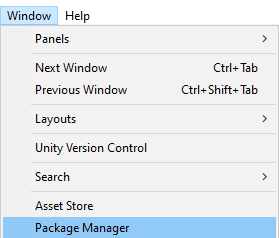 Window Help
Panels
Next Window Ctrl+Tab
Previous Window Ctrl+Shift+Tab
Layouts
Unity Version Control
Search
Asset Store
Package Manager